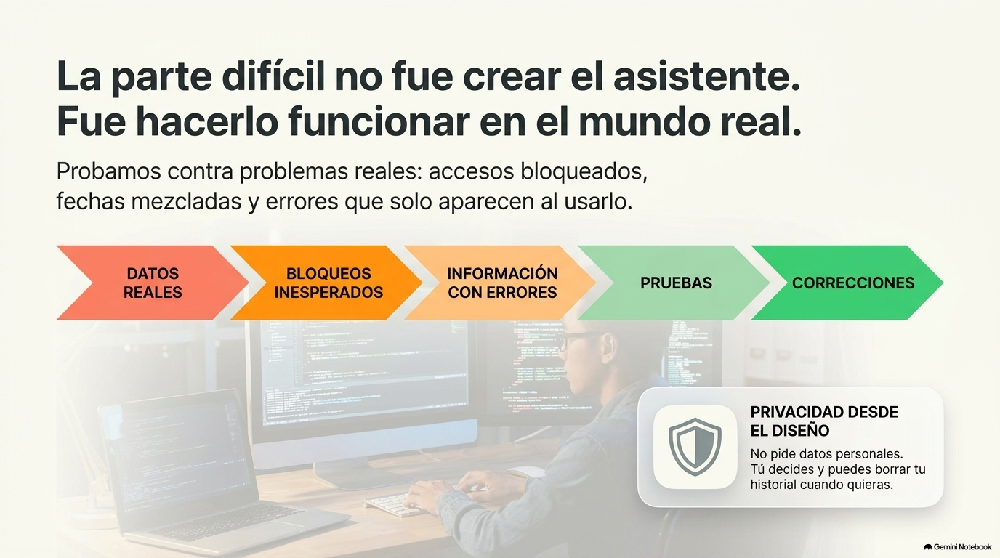 La parte difícil no fue crear el asistente.
Fue hacerlo funcionar en el mundo real.
Probamos contra problemas reales: accesos bloqueados,
fechas mezcladas y errores que solo aparecen al usarlo.
DATOS
REALES
BLOQUEOS
INESPERADOS
INFORMACIÓN
CON ERRORES
PRUEBAS
CORRECCIONES
PRIVACIDAD DESDE
EL DISEÑO
No pide datos personales.
Tú decides y puedes borrar tu
historial cuando quieras.
Gemini Notebook